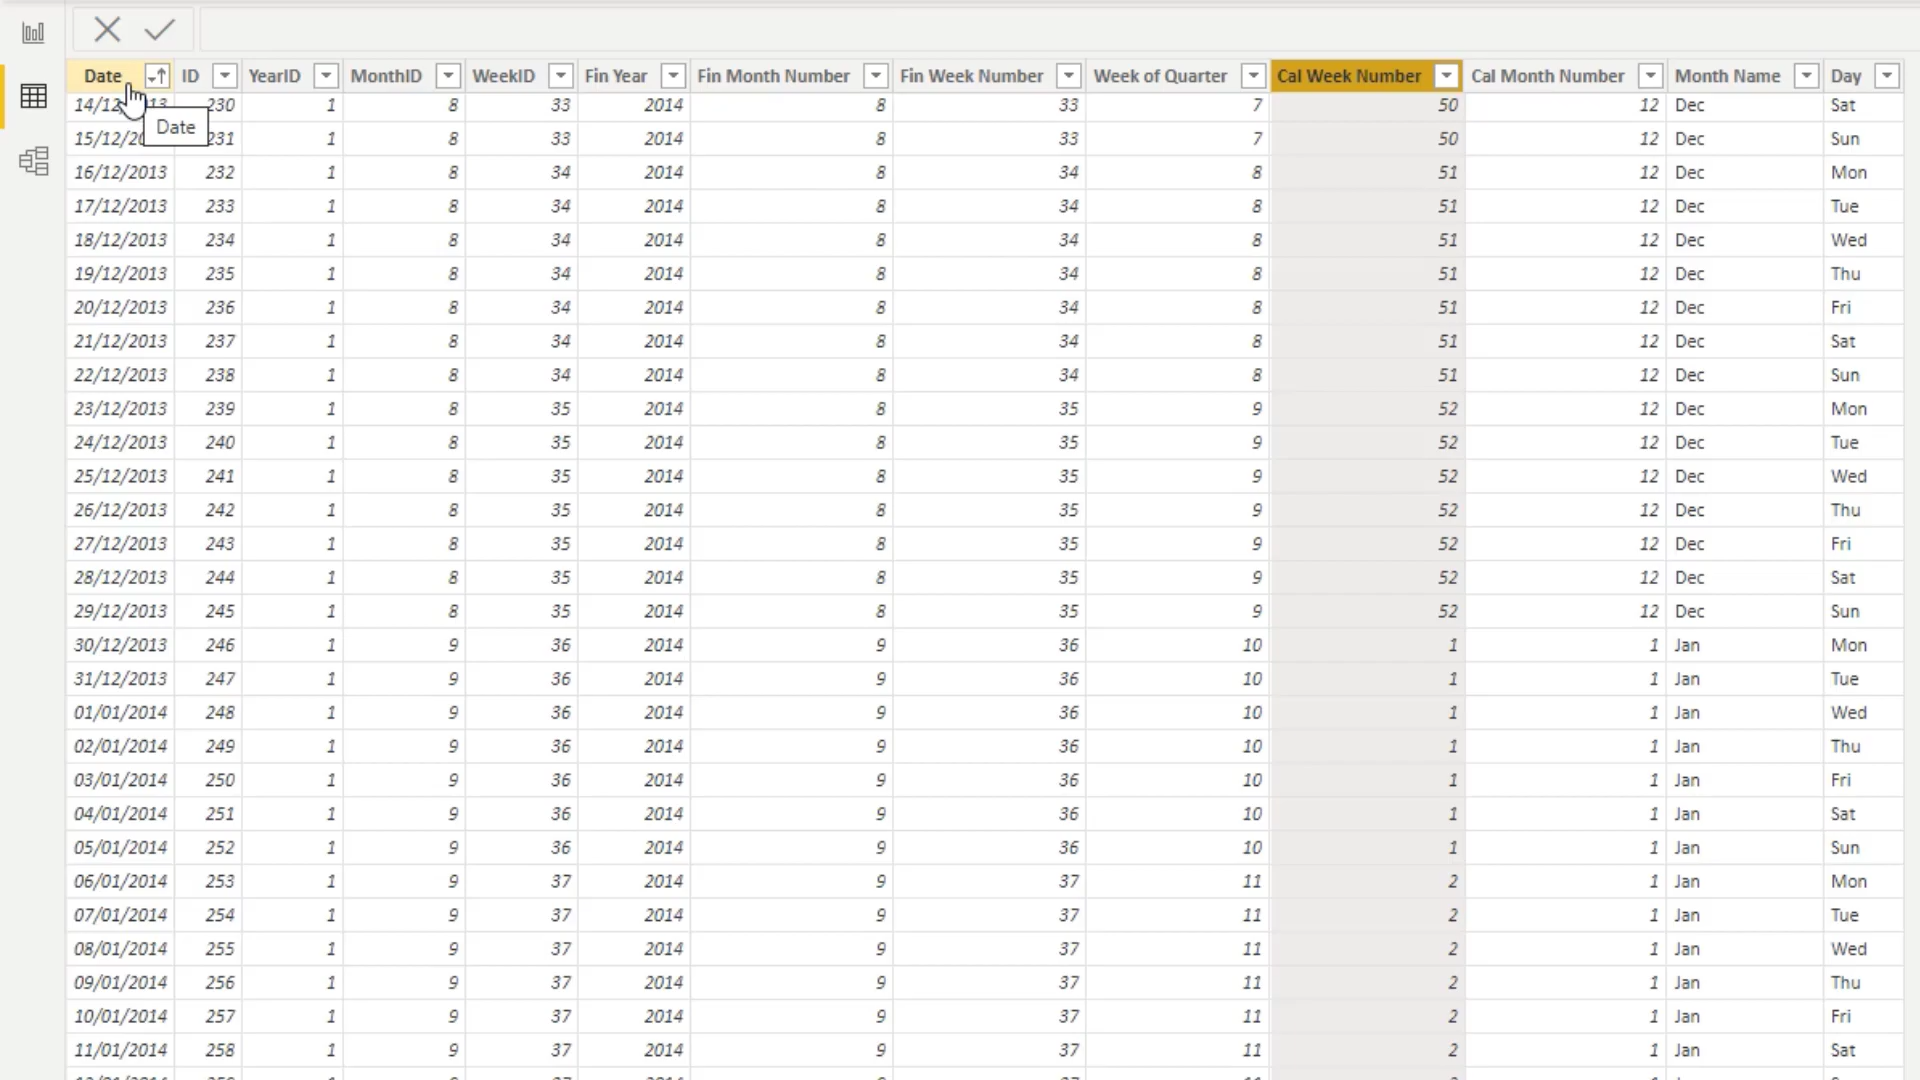 Date ID YearID MonthID WeekID Fin Year Fin Month Number Fin Week Number Week of Quarter Cal Week Number Cal Month Number Month Name Day
14/12/2013 230 1 8 33 2014 8 33 7 50 12 Dec Sat
Date
15/12/20 231 1 8 33 2014 8 33 7 50 12 Dec Sun
16/12/2013 232 1 8 34 2014 8 34 8 51 12 Dec Mon
17/12/2013 233 1 8 34 2014 8 34 8 51 12 Dec Tue
18/12/2013 234 1 8 34 2014 8 34 8 51 12 Dec Wed
19/12/2013 235 1 8 34 2014 8 34 8 51 12 Dec Thu
20/12/2013 236 1 8 34 2014 8 34 8 51 12 Dec Fri
21/12/2013 237 1 8 34 2014 8 34 8 51 12 Dec Sat
22/12/2013 238 1 8 34 2014 8 34 8 51 12 Dec Sun
23/12/2013 239 1 8 35 2014 8 35 9 52 12 Dec Mon
24/12/2013 240 1 8 35 2014 8 35 9 52 12 Dec Tue
25/12/2013 241 1 8 35 2014 8 35 9 52 12 Dec Wed
26/12/2013 242 1 8 35 2014 8 35 9 52 12 Dec Thu
27/12/2013 243 1 8 35 2014 8 35 9 52 12 Dec Fri
28/12/2013 244 1 8 35 2014 8 35 9 52 12 Dec Sat
29/12/2013 245 1 8 35 2014 8 35 9 52 12 Dec Sun
30/12/2013 246 1 9 36 2014 9 36 10 1 1 Jan Mon
31/12/2013 247 1 9 36 2014 9 36 10 1 1 Jan Tue
01/01/2014 248 1 9 36 2014 9 36 10 1 1 Jan Wed
02/01/2014 249 1 9 36 2014 9 36 10 1 1 Jan Thu
03/01/2014 250 1 9 36 2014 9 36 10 1 1 Jan Fri
04/01/2014 251 1 9 36 2014 9 36 10 1 1 Jan Sat
05/01/2014 252 1 9 36 2014 9 36 10 1 1 Jan Sun
06/01/2014 253 1 9 37 2014 9 37 11 2 1 Jan Mon
07/01/2014 254 1 9 37 2014 9 37 11 2 1 Jan Tue
08/01/2014 255 1 9 37 2014 9 37 11 2 1 Jan Wed
09/01/2014 256 1 9 37 2014 9 37 11 2 1 Jan Thu
10/01/2014 257 1 9 37 2014 9 37 11 2 1 Jan Fri
11/01/2014 258 1 9 37 2014 9 37 11 2 1 Jan Sat